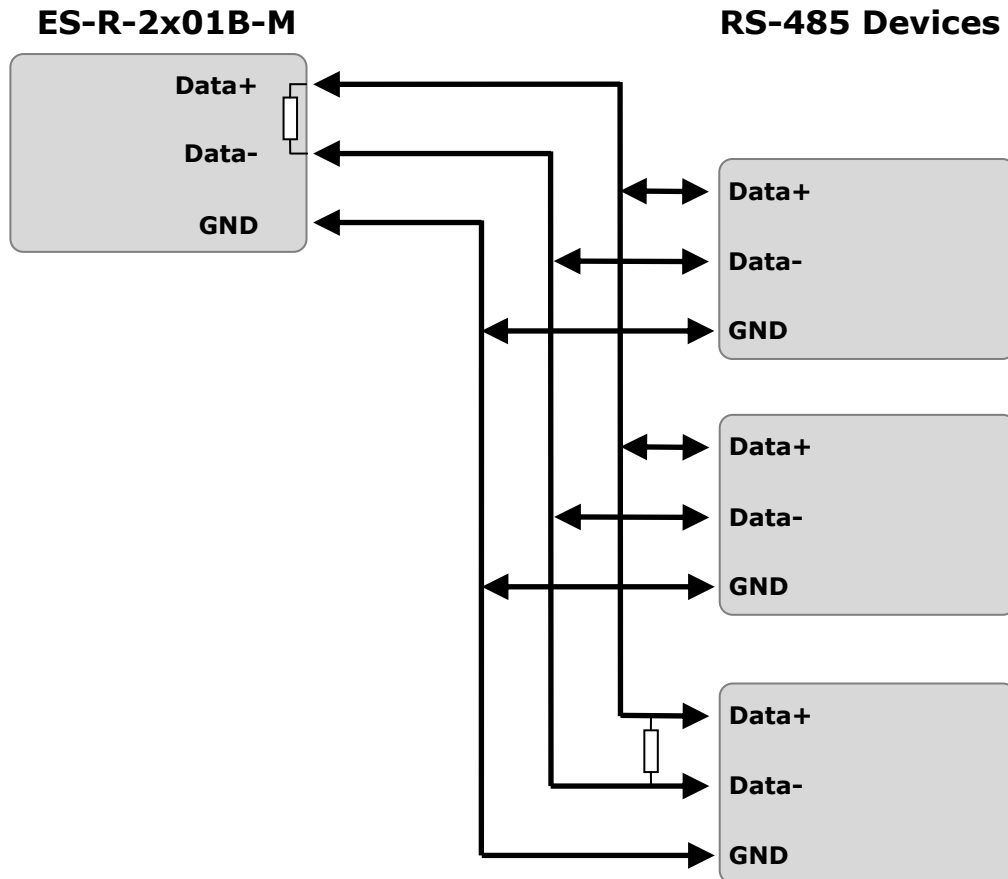 ES-R-2x01B-M
RS-485 Devices
Data+
Data-
GND
Data+
Data-
GND
Data+
Data-
GND
Data+
Data-
GND